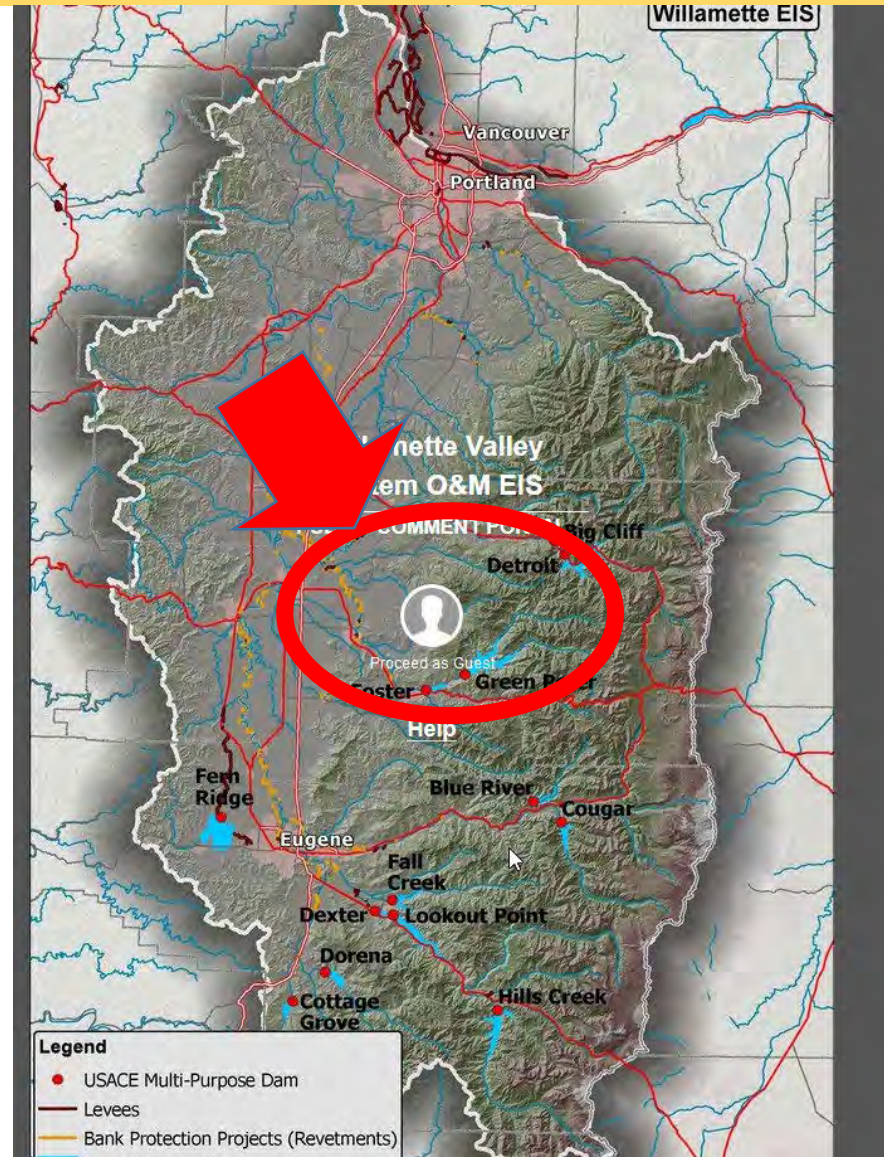 Willamette EIS
Vancouver
Portland
mette Valley
tem O&M EIS
COMMENT PO
Big Cliff
Detroit
Proceed as Guest
Foster
Green Peter
Help
Fern
Ridge
Blue River
Cougar
Eugene
Fall
Creek
Dexter
Lookout Point
Dorena
Cottage
Grove
Hills Creek
Legend
USACE Multi-Purpose Dam
Levees
Bank Protection Projects (Revetments)